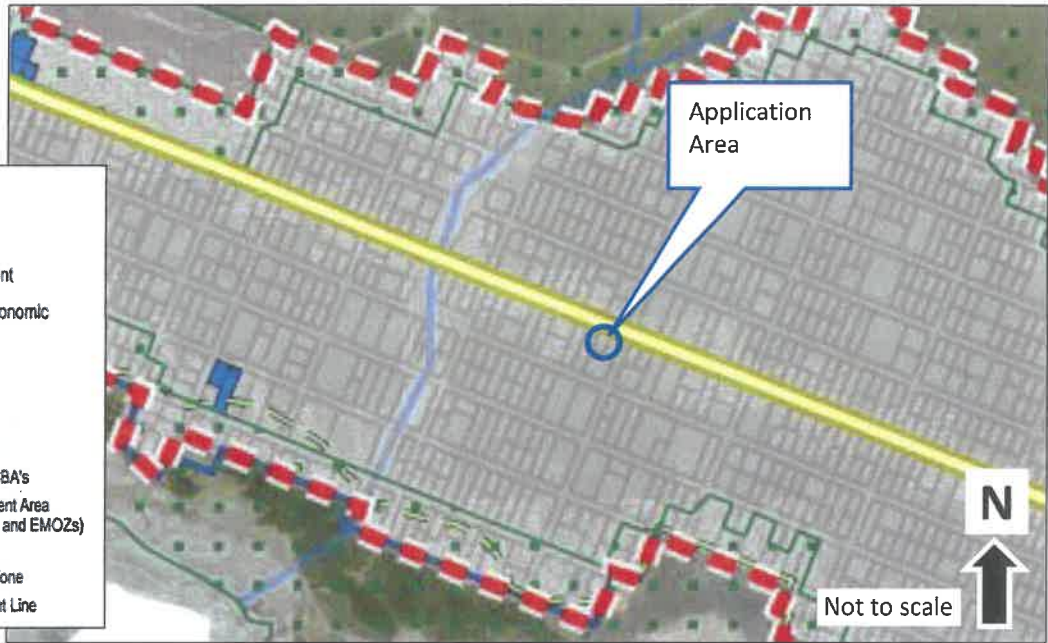 Application
Area
nt
onomic
BA's
ent Area
and EMOZs)
one
t Line
N
Not to scale